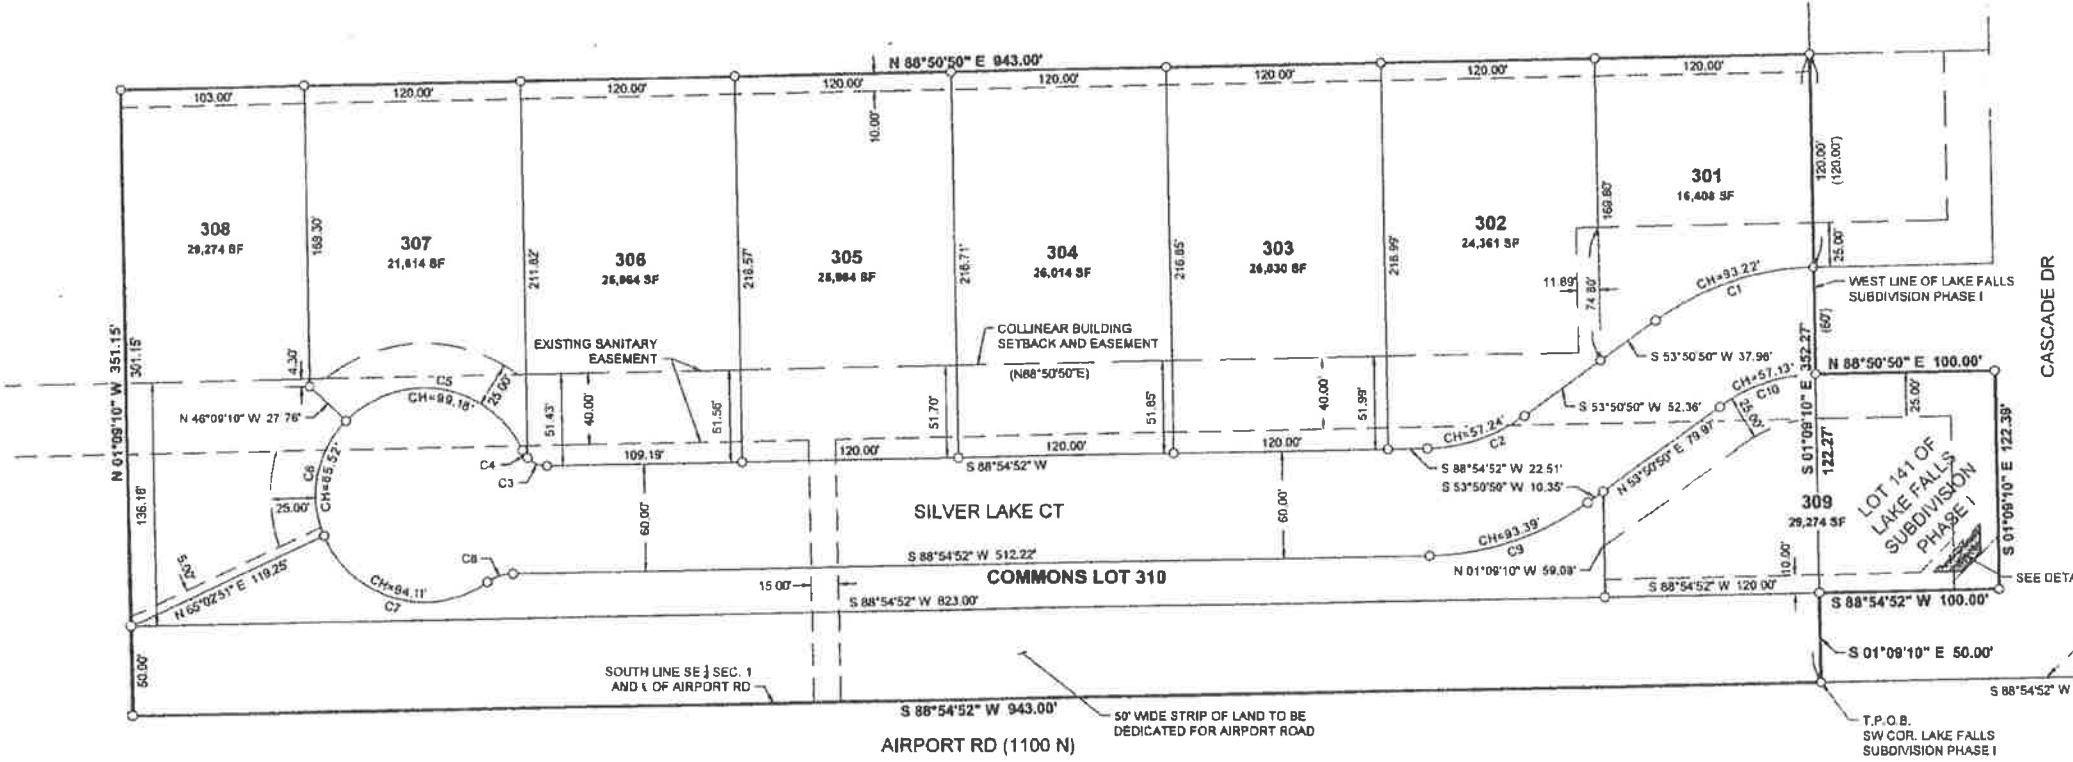 N 88°50'50" E 943.00'
103.00'
120.00'
120.00'
120.00'
120.00'
120.00'
120.00'
120.00'
10.00'
308
29,274 SF
169.30'
307
21,614 SF
211.82'
306
25,964 SF
216.57'
305
25,984 SF
216.71'
304
26,014 SF
216.85'
303
26,030 SF
216.99'
302
24,361 SF
169.80'
301
16,408 SF
120.00'
(120.00')
25.00'
CH=93.22'
C1
11.89'
74.80'
WEST LINE OF LAKE FALLS
SUBDIVISION PHASE I
(60')
CASCADE DR
N 01°09'10" W 351.15'
301.15'
4.30'
EXISTING SANITARY
EASEMENT
COLLINEAR BUILDING
SETBACK AND EASEMENT
(N88°50'50"E)
S 53°50'50" W 37.96'
S 01°09'10" E 352.27'
N 88°50'50" E 100.00'
C5
CH=99.18'
25.00'
N 46°09'10" W 27.76'
51.43'
40.00'
51.56'
51.70'
51.85'
40.00'
51.99'
S 53°50'50" W 52.36'
CH=57.13'
C10
25.00'
25.00'
CH=57.24'
C2
C6
CH=65.52'
C4
C3
109.19'
120.00'
S 88°54'52" W
120.00'
120.00'
S 88°54'52" W 22.51'
S 53°50'50" W 10.35'
N 53°50'50" E 79.97'
122.27'
S 01°09'10" E 122.39'
136.18'
25.00'
60.00'
SILVER LAKE CT
60.00'
309
29,274 SF
LOT 141 OF
LAKE FALLS
SUBDIVISION
PHASE I
5.00'
N 65°02'51" E 119.25'
CH=94.11'
C7
C8
S 88°54'52" W 512.22'
CH=93.39'
C9
N 01°09'10" W 59.08'
10.00'
SEE DETA
15.00'
COMMONS LOT 310
S 88°54'52" W 823.00'
S 88°54'52" W 120.00'
S 88°54'52" W 100.00'
50.00'
S 01°09'10" E 50.00'
SOUTH LINE SE ¼ SEC. 1
AND ℄ OF AIRPORT RD
S 88°54'52" W 943.00'
50' WIDE STRIP OF LAND TO BE
DEDICATED FOR AIRPORT ROAD
S 88°54'52" W
AIRPORT RD (1100 N)
T.P.O.B.
SW COR. LAKE FALLS
SUBDIVISION PHASE I